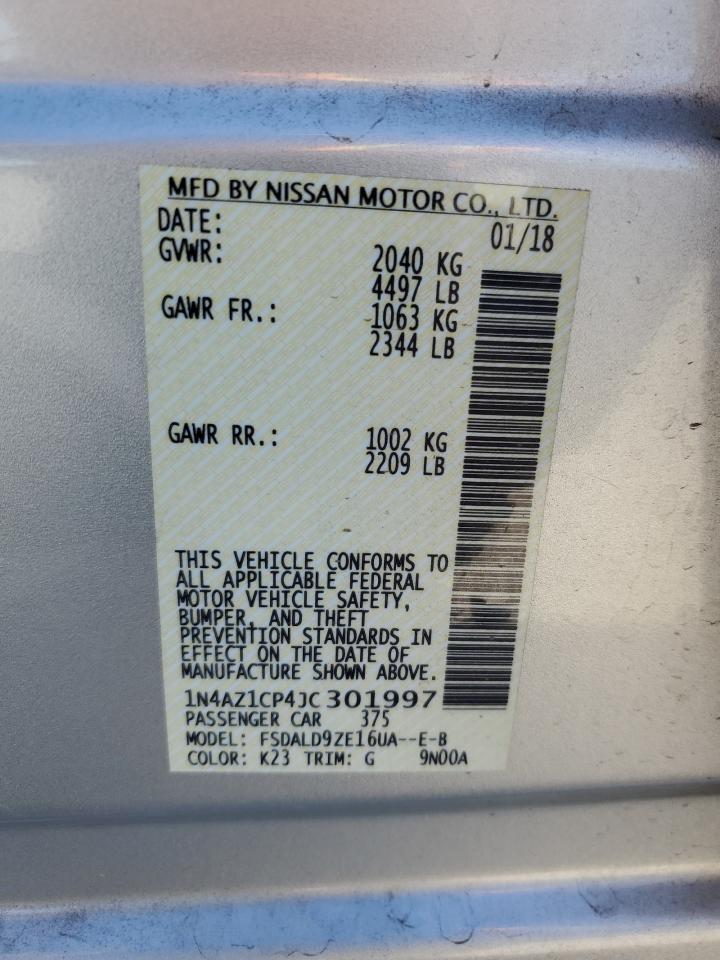 MFD BY NISSAN MOTOR CO., LTD.
DATE: 01/18
GVWR: 2040 KG
4497 LB
GAWR FR.: 1063 KG
2344 LB
GAWR RR.: 1002 KG
2209 LB
THIS VEHICLE CONFORMS TO
ALL APPLICABLE FEDERAL
MOTOR VEHICLE SAFETY,
BUMPER, AND THEFT
PREVENTION STANDARDS IN
EFFECT ON THE DATE OF
MANUFACTURE SHOWN ABOVE.
1N4AZ1CP4JC301997
PASSENGER CAR 375
MODEL: FSDALD9ZE16UA--E-B
COLOR: K23 TRIM: G 9N00A